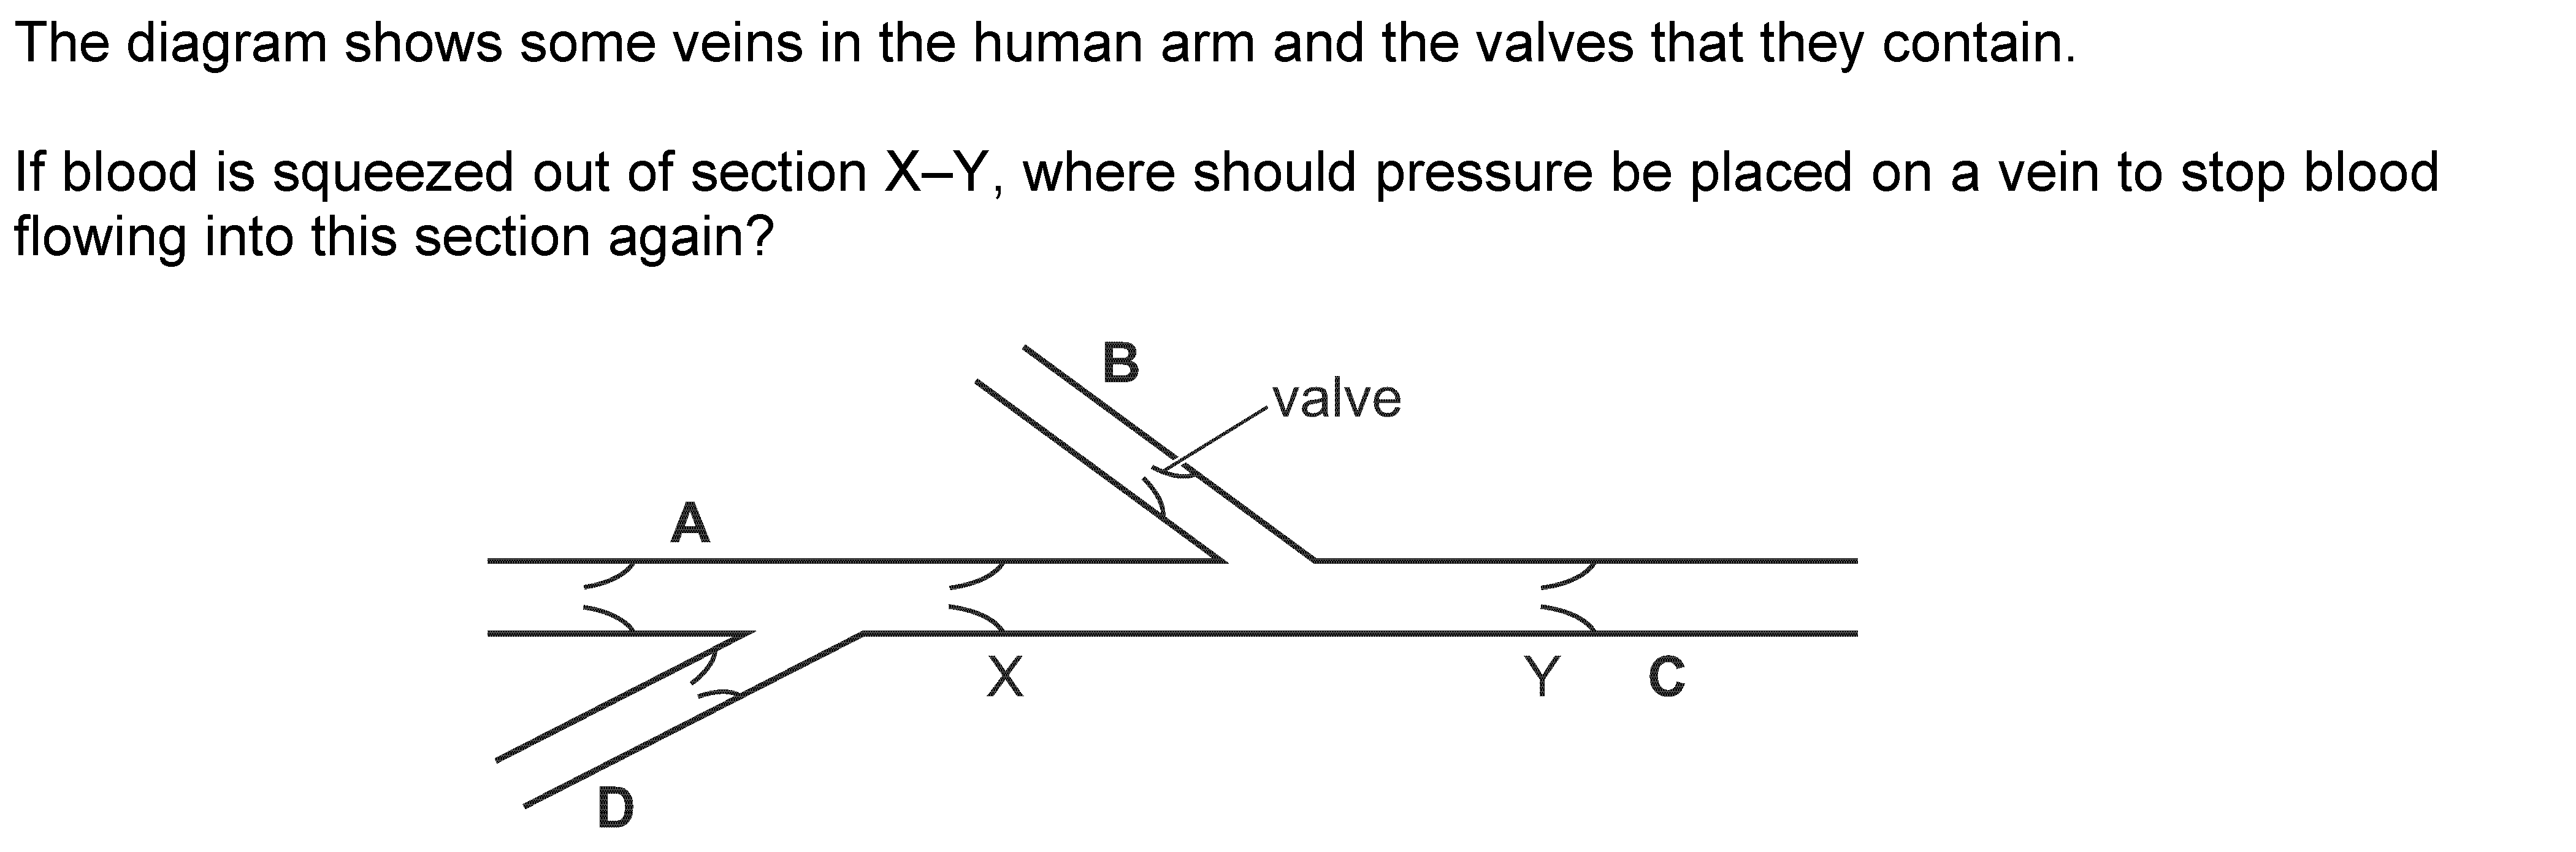 The diagram shows some veins in the human arm and the valves that they contain.
If blood is squeezed out of section X–Y, where should pressure be placed on a vein to stop blood
flowing into this section again?
B
valve
A
X
Y
C
D